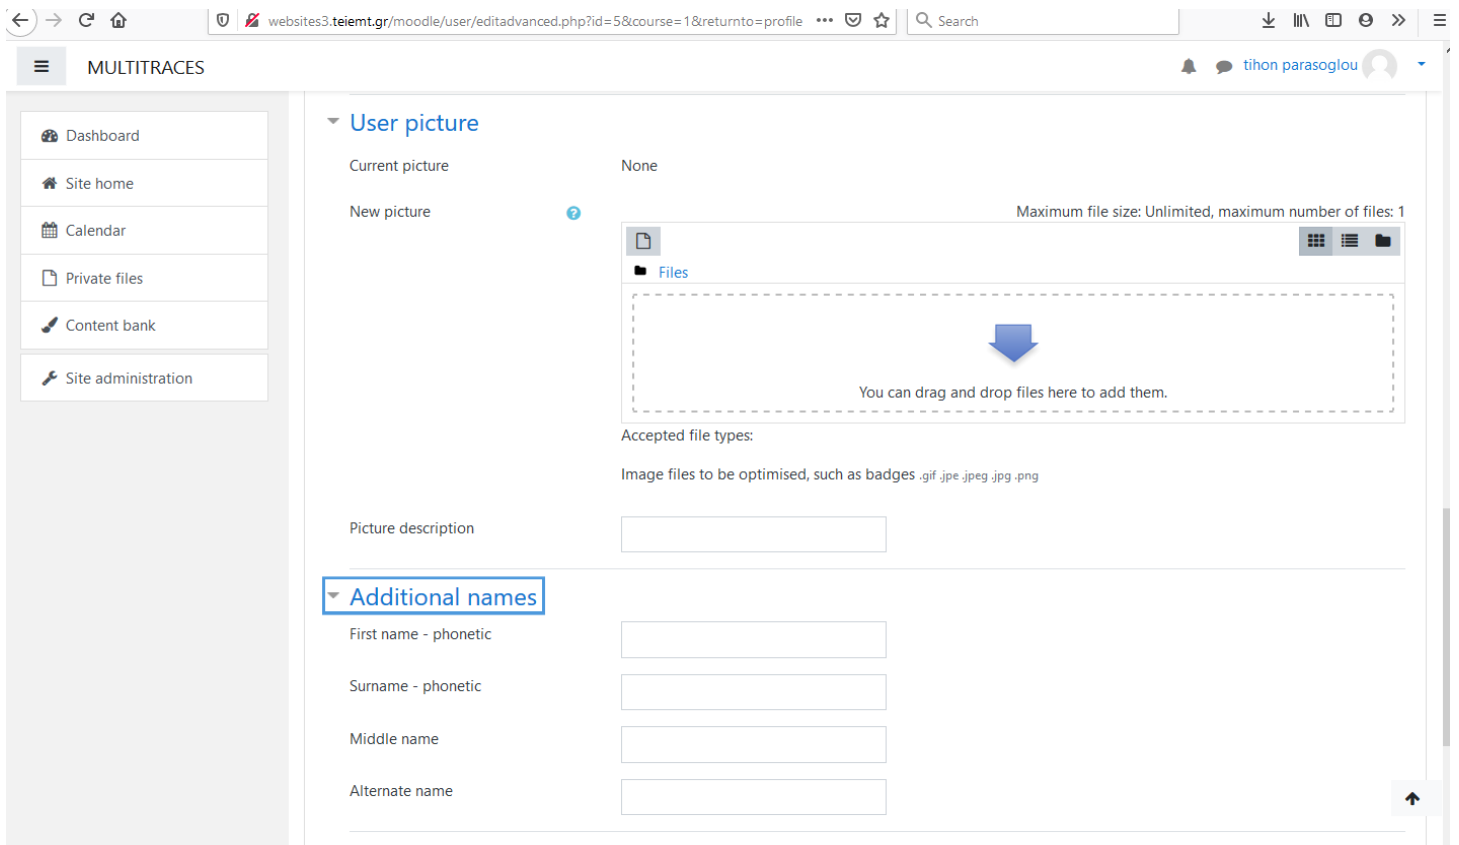 websites3.teiemt.gr/moodle/user/editadvanced.php?id=5&course=1&returnto=profile
Search
MULTITRACES
tihon parasoglou
Dashboard
Site home
Calendar
Private files
Content bank
Site administration
User picture
Current picture
None
New picture
Maximum file size: Unlimited, maximum number of files: 1
Files
You can drag and drop files here to add them.
Accepted file types:
Image files to be optimised, such as badges .gif .jpe .jpeg .jpg .png
Picture description
Additional names
First name - phonetic
Surname - phonetic
Middle name
Alternate name